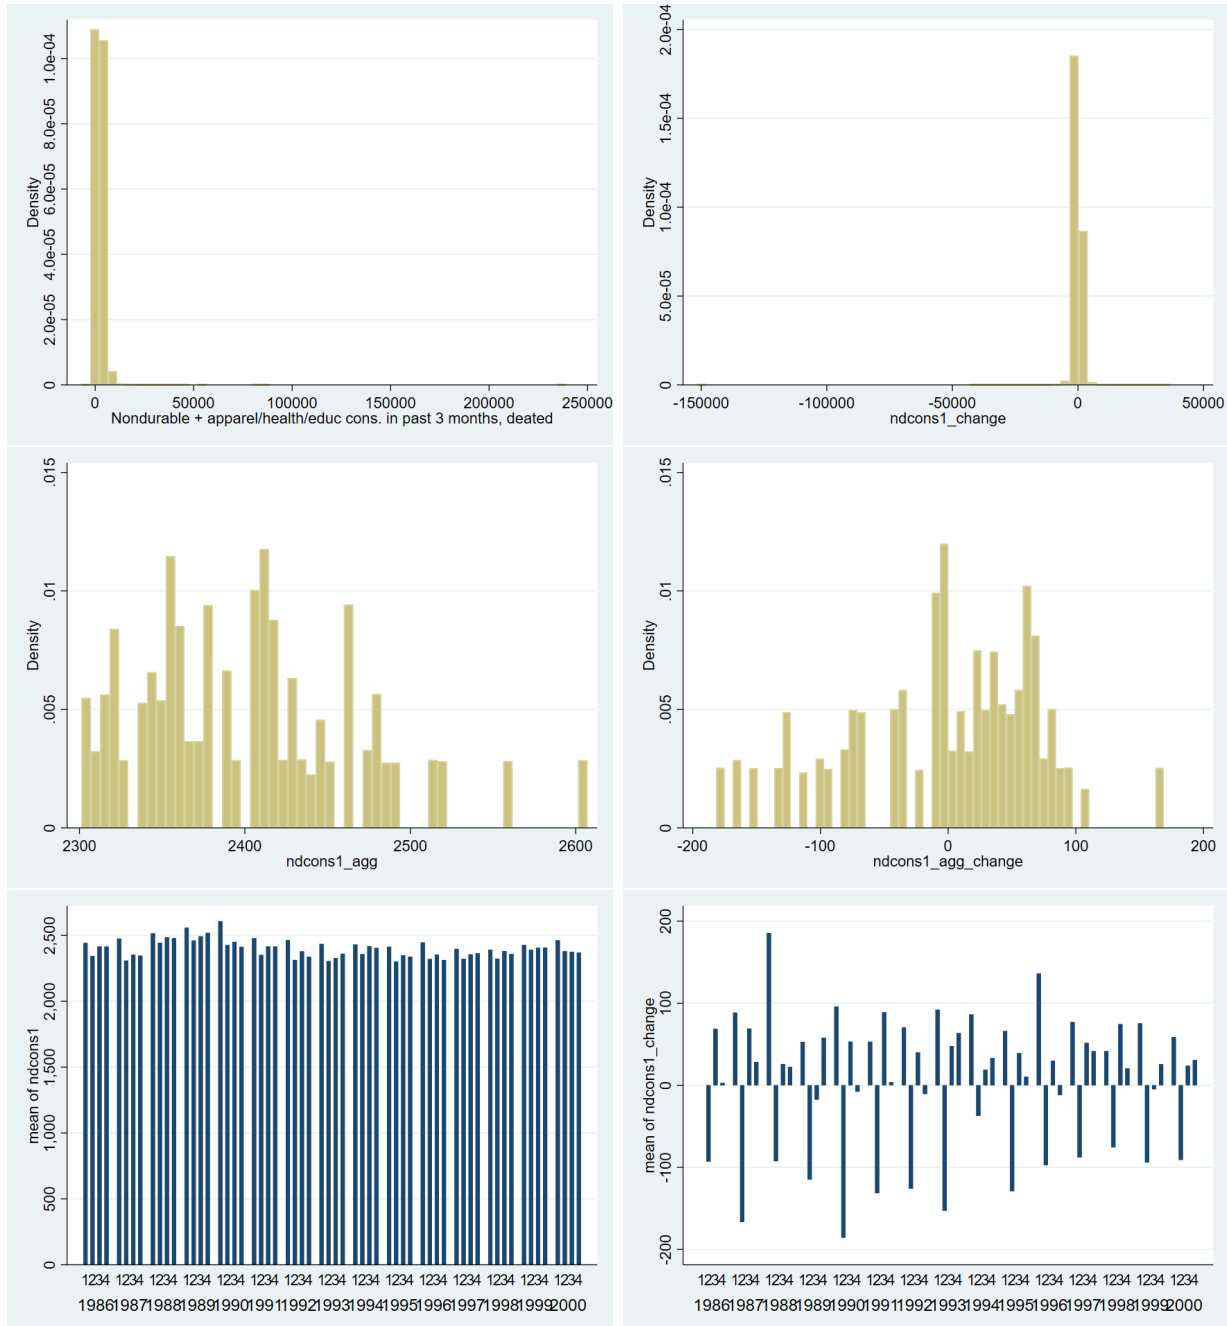 Density
1.0e-04
8.0e-05
6.0e-05
4.0e-05
2.0e-05
0
0 50000 100000 150000 200000 250000
Nondurable + apparel/health/educ cons. in past 3 months, deated
Density
2.0e-04
1.5e-04
1.0e-04
5.0e-05
0
-150000 -100000 -50000 0 50000
ndcons1_change
Density
.015
.01
.005
0
2300 2400 2500 2600
ndcons1_agg
Density
.015
.01
.005
0
-200 -100 0 100 200
ndcons1_agg_change
mean of ndcons1
2,500
2,000
1,500
1,000
500
0
1234 1234 1234 1234 1234 1234 1234 1234 1234 1234 1234 1234 1234 1234 1234
1986 1987 1988 1989 1990 1991 1992 1993 1994 1995 1996 1997 1998 1999 2000
mean of ndcons1_change
200
100
0
-100
-200
1234 1234 1234 1234 1234 1234 1234 1234 1234 1234 1234 1234 1234 1234 1234
1986 1987 1988 1989 1990 1991 1992 1993 1994 1995 1996 1997 1998 1999 2000